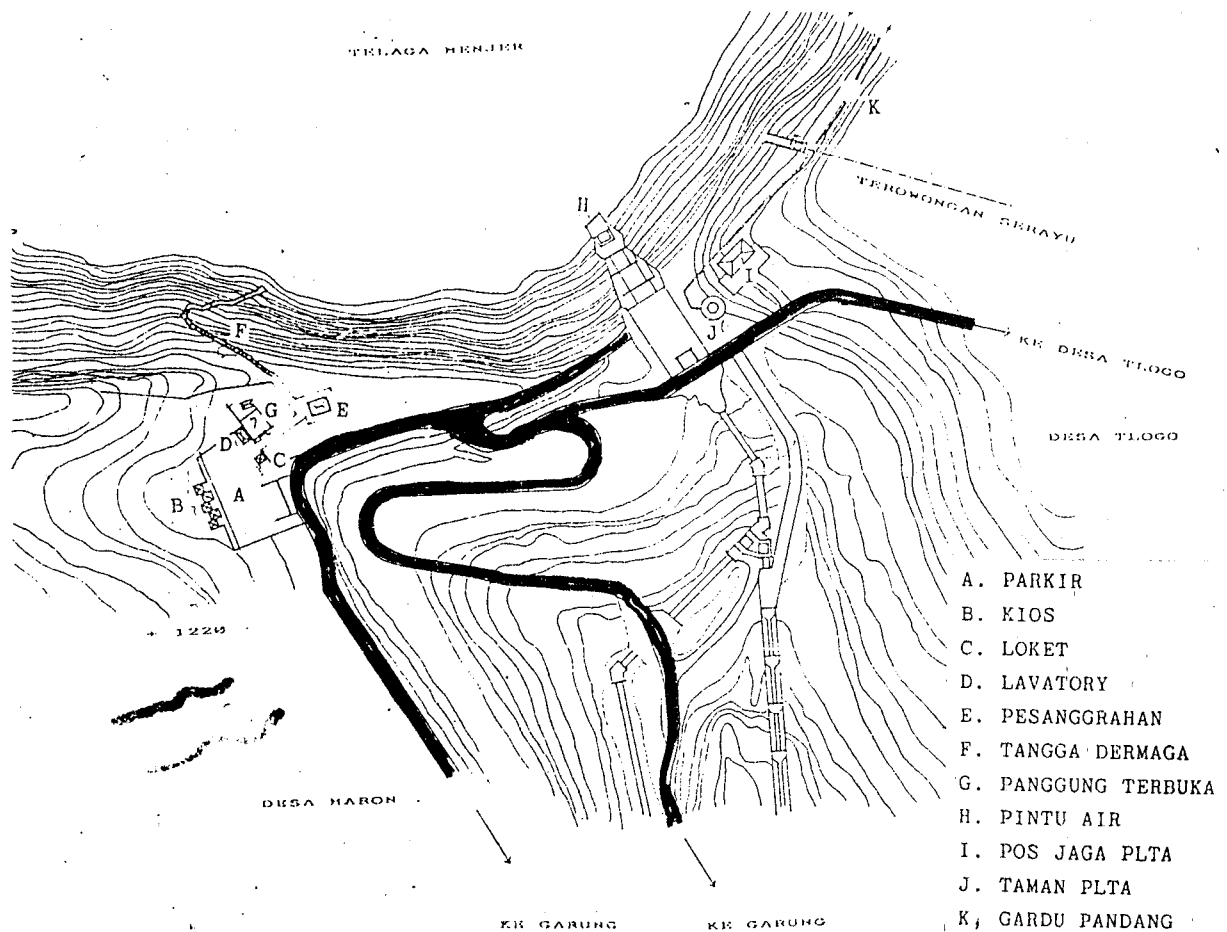 TELAGA MENJER
K
H
TEROWONGAN SERAYU
I
F
J
KE DESA TLOGO
G
E
D
DESA TLOGO
C
A
B
+ 1220
DESA MARON
KE GARUNG
KE GARUNG
A. PARKIR
B. KIOS
C. LOKET
D. LAVATORY
E. PESANGGRAHAN
F. TANGGA DERMAGA
G. PANGGUNG TERBUKA
H. PINTU AIR
I. POS JAGA PLTA
J. TAMAN PLTA
K, GARDU PANDANG